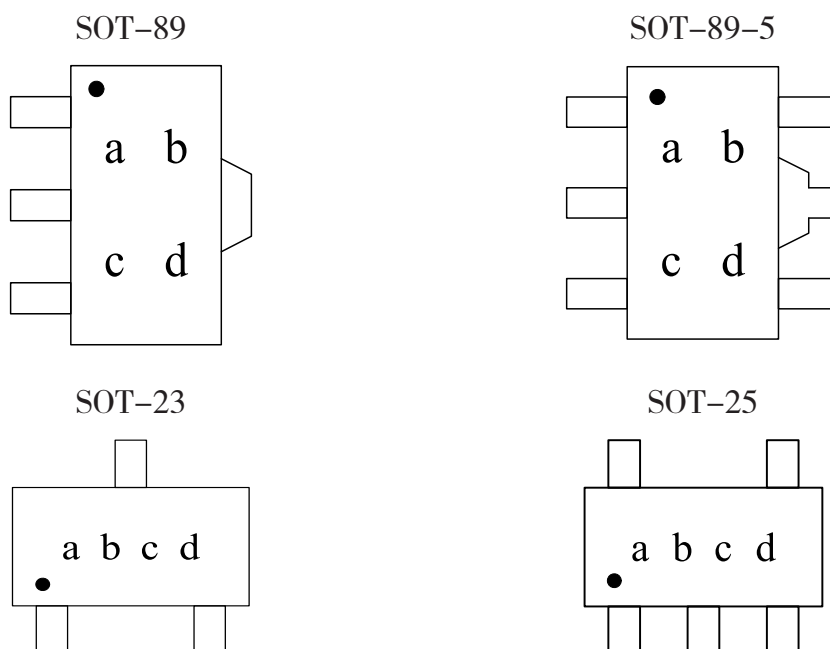 SOT-89
SOT-89-5
a b
a b
c d
c d
SOT-23
SOT-25
a b c d
a b c d